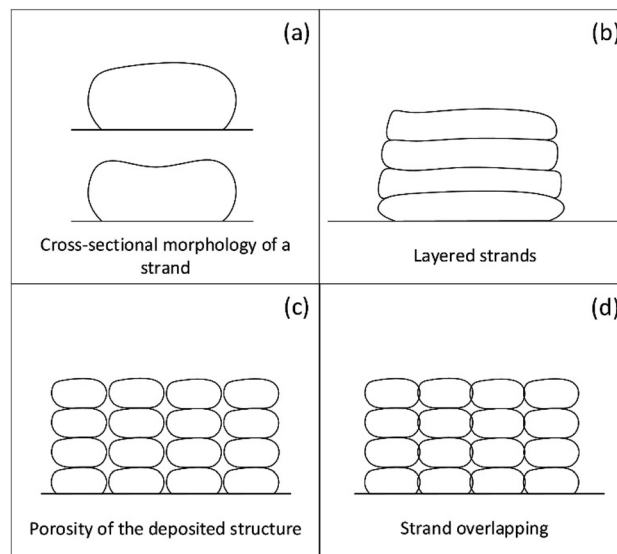 (a)
Cross-sectional morphology of a
strand
(b)
Layered strands
(c)
Porosity of the deposited structure
(d)
Strand overlapping